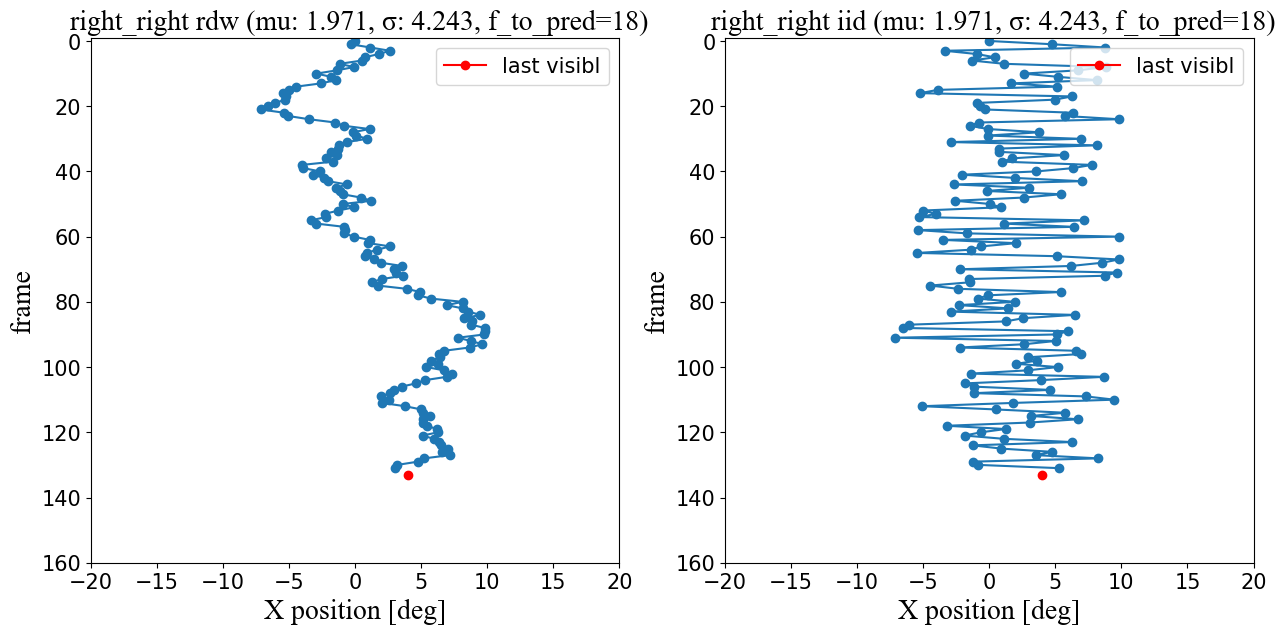 right_right rdw (mu: 1.971, σ: 4.243, f_to_pred=18)
last visibl
frame
0
20
40
60
80
100
120
140
160
−20 −15 −10 −5 0 5 10 15 20
X position [deg]
right_right iid (mu: 1.971, σ: 4.243, f_to_pred=18)
last visibl
frame
0
20
40
60
80
100
120
140
160
−20 −15 −10 −5 0 5 10 15 20
X position [deg]